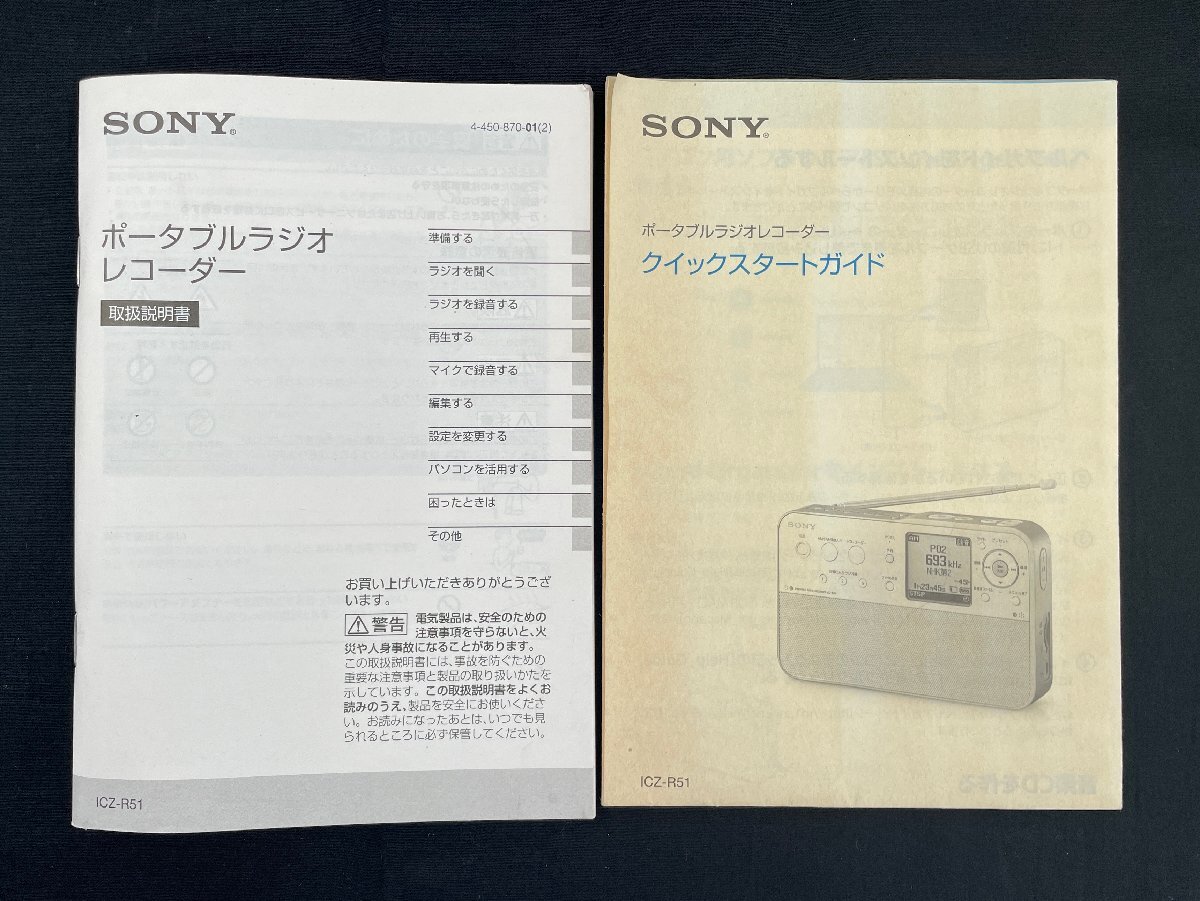 SONY®
4-450-870-01(2)
ポータブルラジオ
レコーダー
取扱説明書
準備する
ラジオを聞く
ラジオを録音する
再生する
マイクで録音する
編集する
設定を変更する
パソコンを活用する
困ったときは
その他
お買い上げいただきありがとうござ
います。
警告 電気製品は、安全のための
注意事項を守らないと、火
災や人身事故になることがあります。
この取扱説明書には、事故を防ぐための
重要な注意事項と製品の取り扱いかたを
示しています。この取扱説明書をよくお
読みのうえ、製品を安全にお使いくださ
い。お読みになったあとは、いつでも見
られるところに必ず保管してください。
ICZ-R51
SONY®
ポータブルラジオレコーダー
クイックスタートガイド
SONY
AM
P02
693 kHz
NHK第2
STOP
ICZ-R51